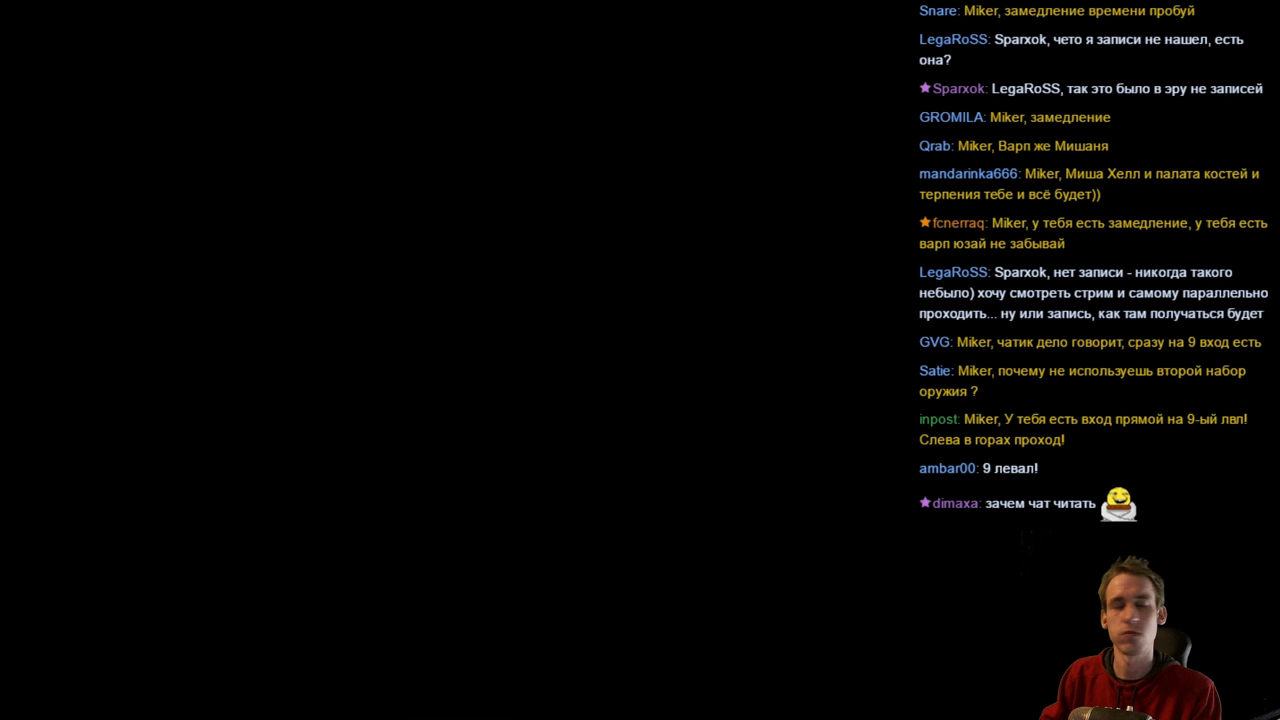 Snare: Miker, замедление времени пробуй
LegaRoSS: Sparxok, чето я записи не нашел, есть
она?
Sparxok: LegaRoSS, так это было в эру не записей
GROMILA: Miker, замедление
Qrab: Miker, Варп же Мишаня
mandarinka666: Miker, Миша Хелл и палата костей и
терпения тебе и всё будет))
fcnerraq: Miker, у тебя есть замедление, у тебя есть
варп юзай не забывай
LegaRoSS: Sparxok, нет записи - никогда такого
небыло) хочу смотреть стрим и самому параллельно
проходить... ну или запись, как там получаться будет
GVG: Miker, чатик дело говорит, сразу на 9 вход есть
Satie: Miker, почему не используешь второй набор
оружия ?
inpost: Miker, У тебя есть вход прямой на 9-ый лвл!
Слева в горах проход!
ambar00: 9 левал!
dimaxa: зачем чат читать